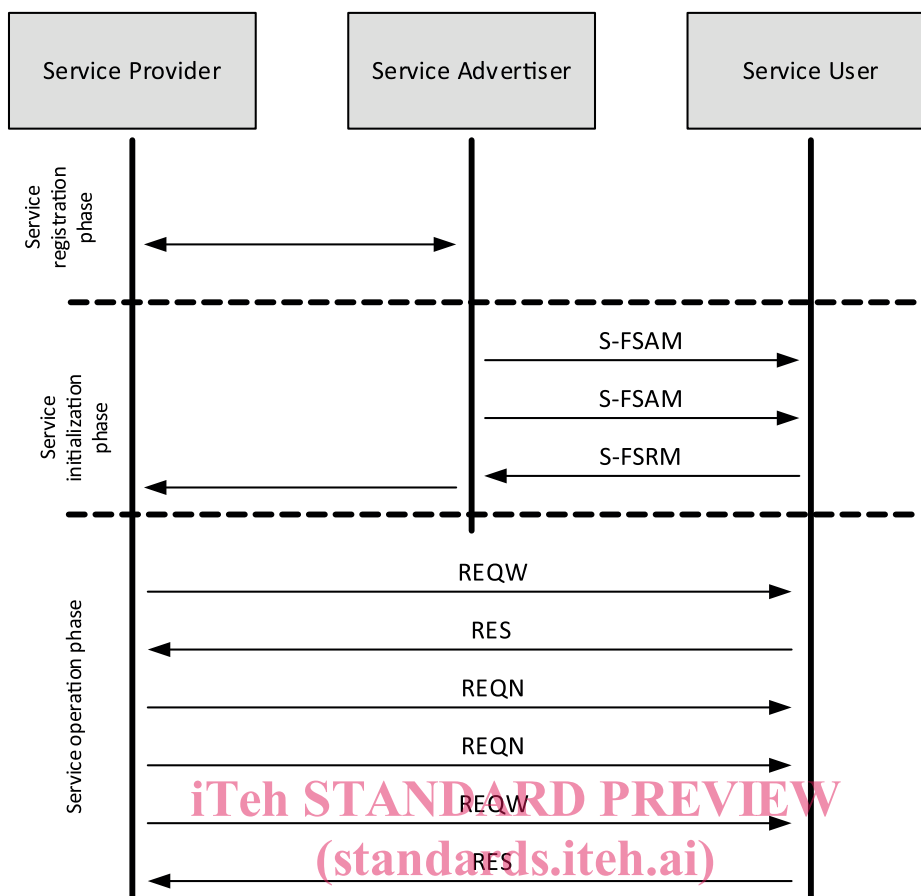 Service Provider
Service Advertiser
Service User
Service
registration
phase
S-FSAM
S-FSAM
S-FSRM
Service
initialization
phase
REQW
RES
REQN
REQN
REQW
RES
Service operation phase
iTeh STANDARD PREVIEW
(standards.iteh.ai)